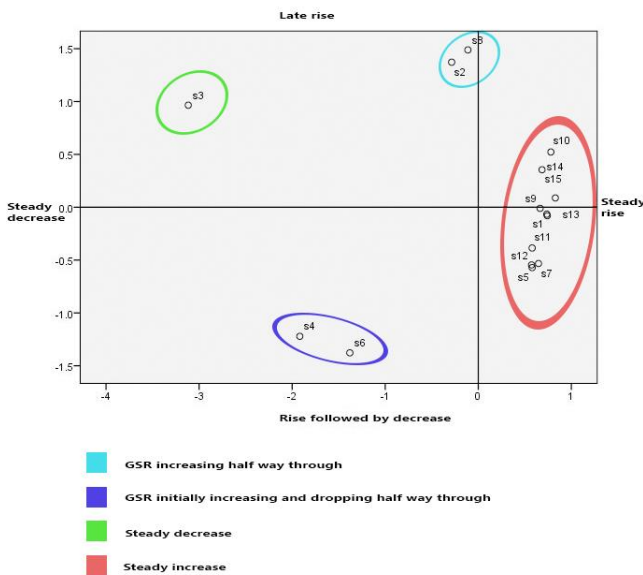 Late rise
1.5
s8
s2
1.0
s3
0.5
s10
s14
s15
Steady
decrease
0.0
s9
Steady
rise
s1
s13
s11
-0.5
s12
s5
s7
-1.0
s4
s6
-1.5
-4
-3
-2
-1
0
1
Rise followed by decrease
GSR increasing half way through
GSR initially increasing and dropping half way through
Steady decrease
Steady increase